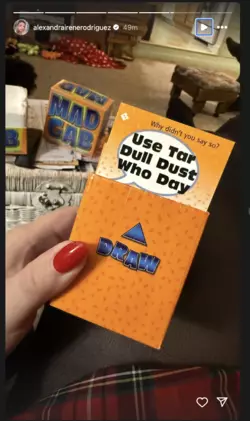 alexandrairenerodriguez 49m
MAD
GAB
Why didn't you say so?
Use Tar
Dull Dust
Who Day
DRAW